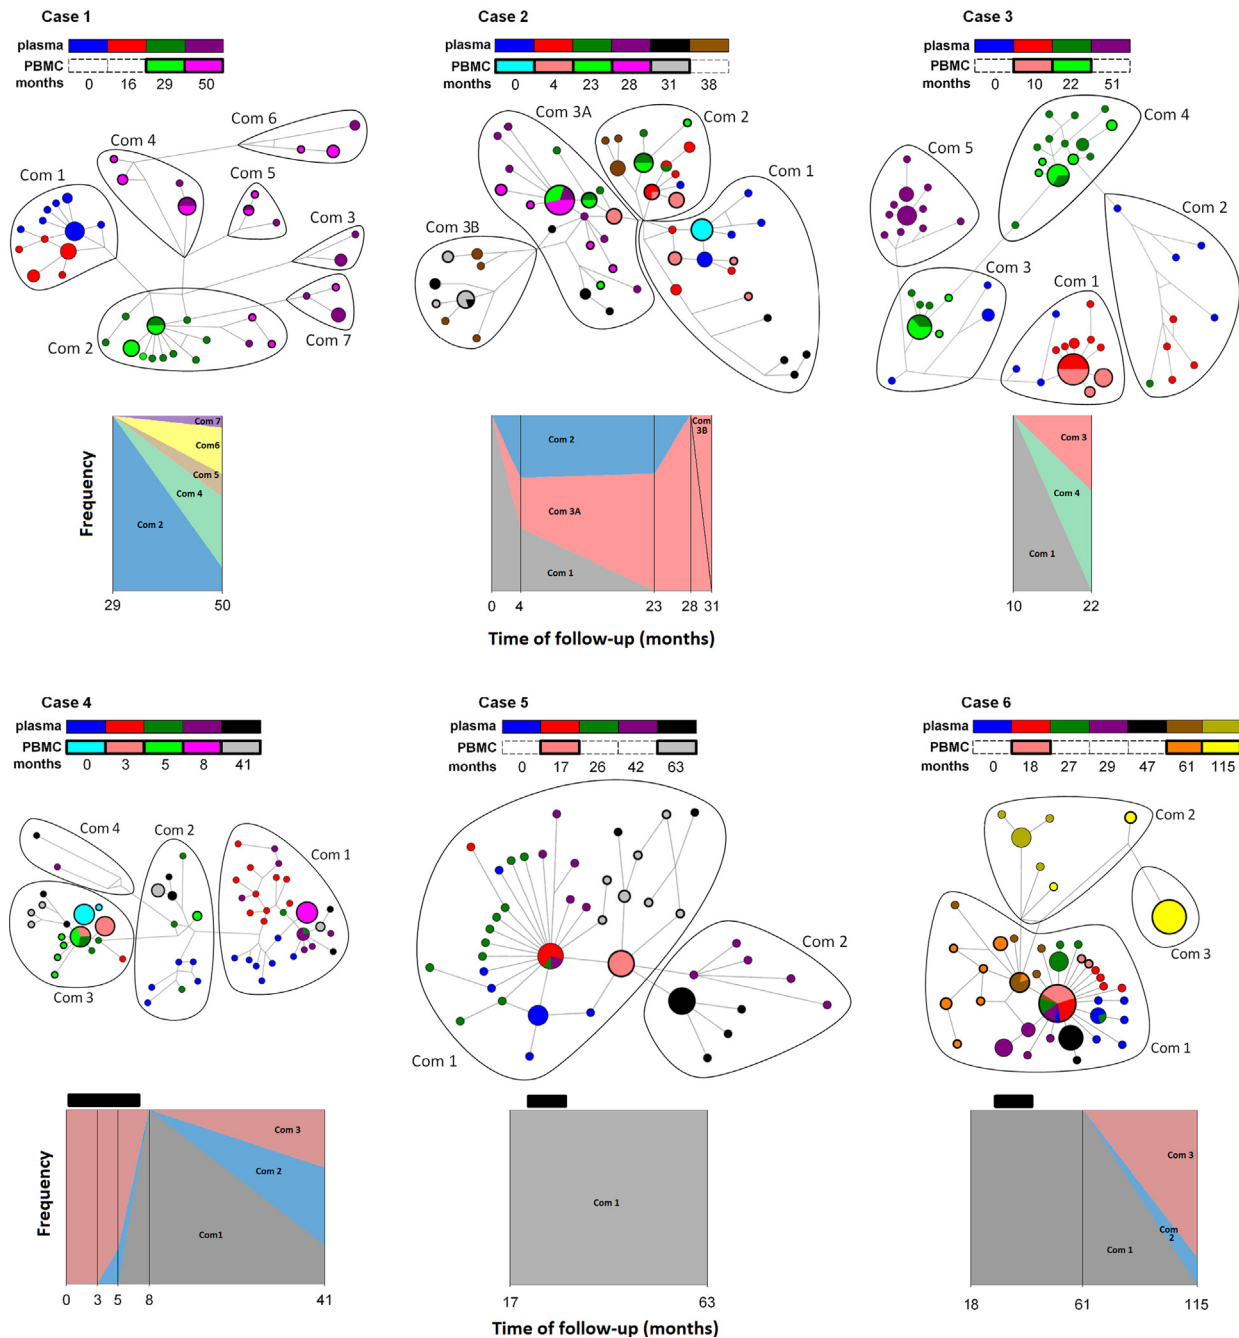 Case 1
plasma
PBMC
months 0 16 29 50
Com 6
Com 4
Com 1
Com 5
Com 3
Com 2
Com 7
Frequency
Com 7
Com6
Com 5
Com 4
Com 2
29 50
Case 2
0 4 23 28 31 38
Com 3A
Com 2
Com 1
Com 3B
Com 2
Com 3B
Com 3A
Com 1
0 4 23 28 31
Time of follow-up (months)
Case 3
plasma
PBMC
months 0 10 22 51
Com 4
Com 5
Com 2
Com 3
Com 1
Com 3
Com 4
Com 1
10 22
Case 4
plasma
PBMC
months 0 3 5 8 41
Com 4
Com 2
Com 1
Com 3
Frequency
Com 3
Com 2
Com1
0 3 5 8 41
Case 5
plasma
PBMC
months 0 17 26 42 63
Com 2
Com 1
Com 1
17 63
Time of follow-up (months)
Case 6
plasma
PBMC
months 0 18 27 29 47 61 115
Com 2
Com 3
Com 1
Com 3
Com 2
Com 1
18 61 115